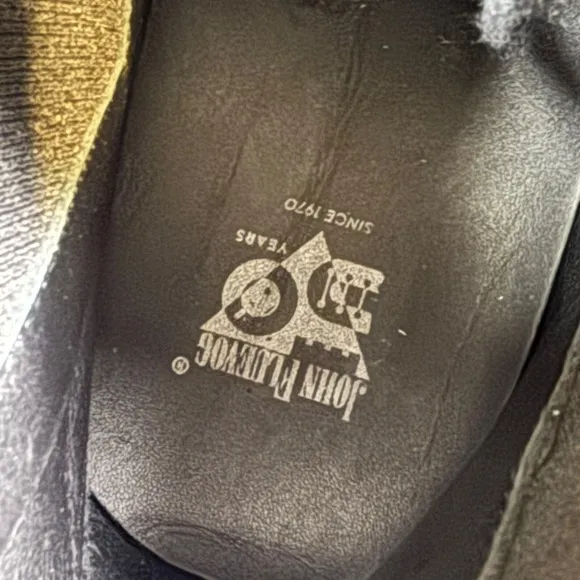 JOHN FLUEVOG®
50
YEARS
SINCE 1970